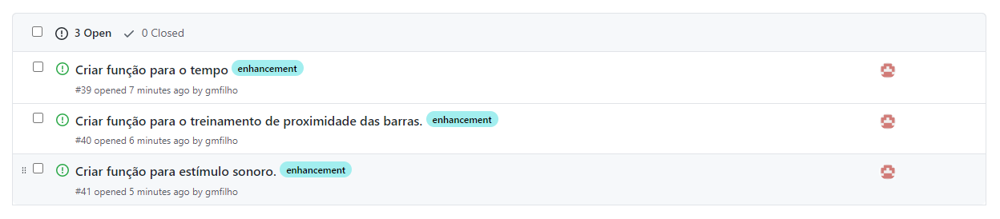 3 Open 0 Closed
Criar função para o tempo enhancement
#39 opened 7 minutes ago by gmfilho
Criar função para o treinamento de proximidade das barras. enhancement
#40 opened 6 minutes ago by gmfilho
Criar função para estímulo sonoro. enhancement
#41 opened 5 minutes ago by gmfilho